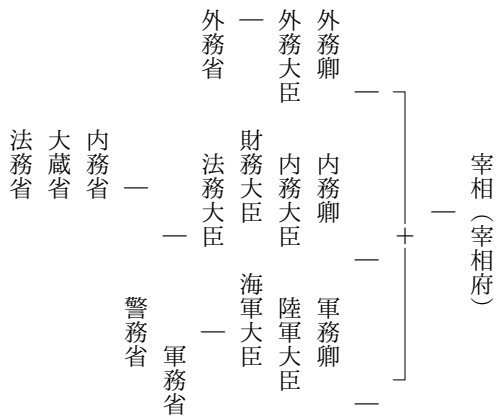 宰相（宰相府）
外務卿
外務大臣
外務省
内務卿
内務大臣
財務大臣
法務大臣
内務省
大蔵省
法務省
軍務卿
陸軍大臣
海軍大臣
軍務省
警務省